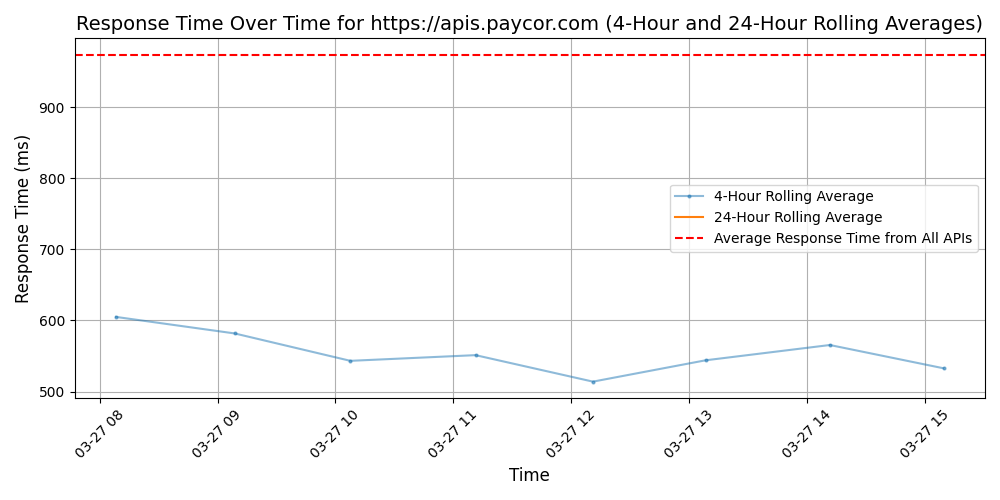 Response Time Over Time for https://apis.paycor.com (4-Hour and 24-Hour Rolling Averages)
Response Time (ms)
900
800
700
600
500
4-Hour Rolling Average
24-Hour Rolling Average
Average Response Time from All APIs
03-27 08
03-27 09
03-27 10
03-27 11
03-27 12
03-27 13
03-27 14
03-27 15
Time